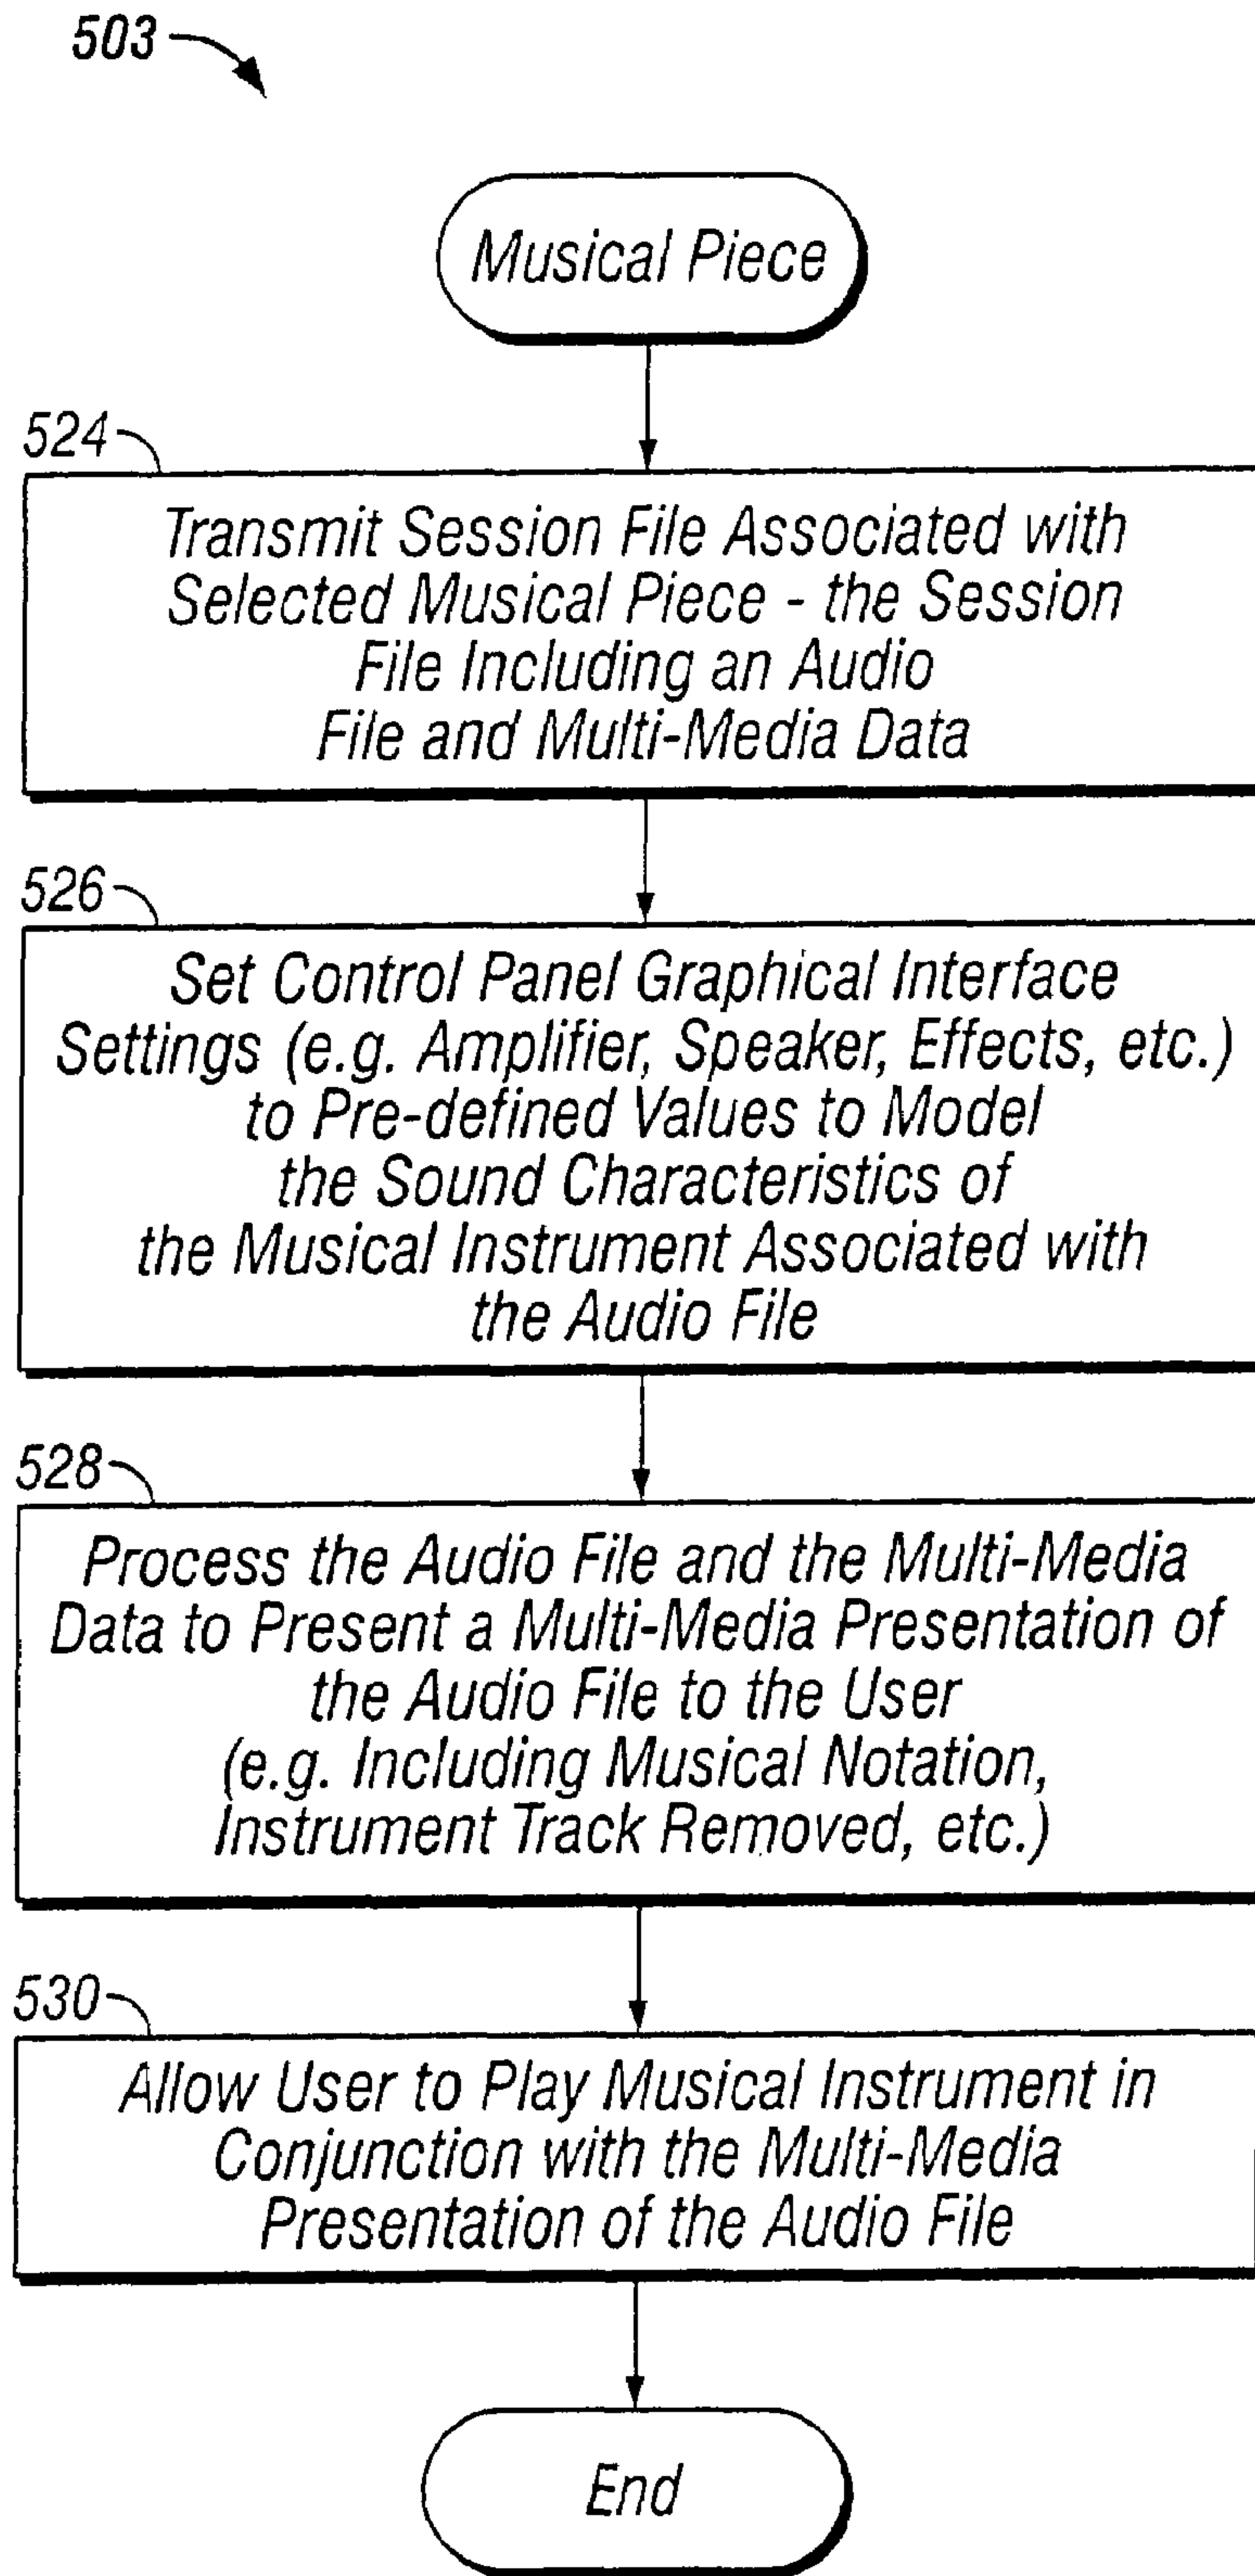 503
Musical Piece
524
Transmit Session File Associated with
Selected Musical Piece - the Session
File Including an Audio
File and Multi-Media Data
526
Set Control Panel Graphical Interface
Settings (e.g. Amplifier, Speaker, Effects, etc.)
to Pre-defined Values to Model
the Sound Characteristics of
the Musical Instrument Associated with
the Audio File
528
Process the Audio File and the Multi-Media
Data to Present a Multi-Media Presentation of
the Audio File to the User
(e.g. Including Musical Notation,
Instrument Track Removed, etc.)
530
Allow User to Play Musical Instrument in
Conjunction with the Multi-Media
Presentation of the Audio File
End